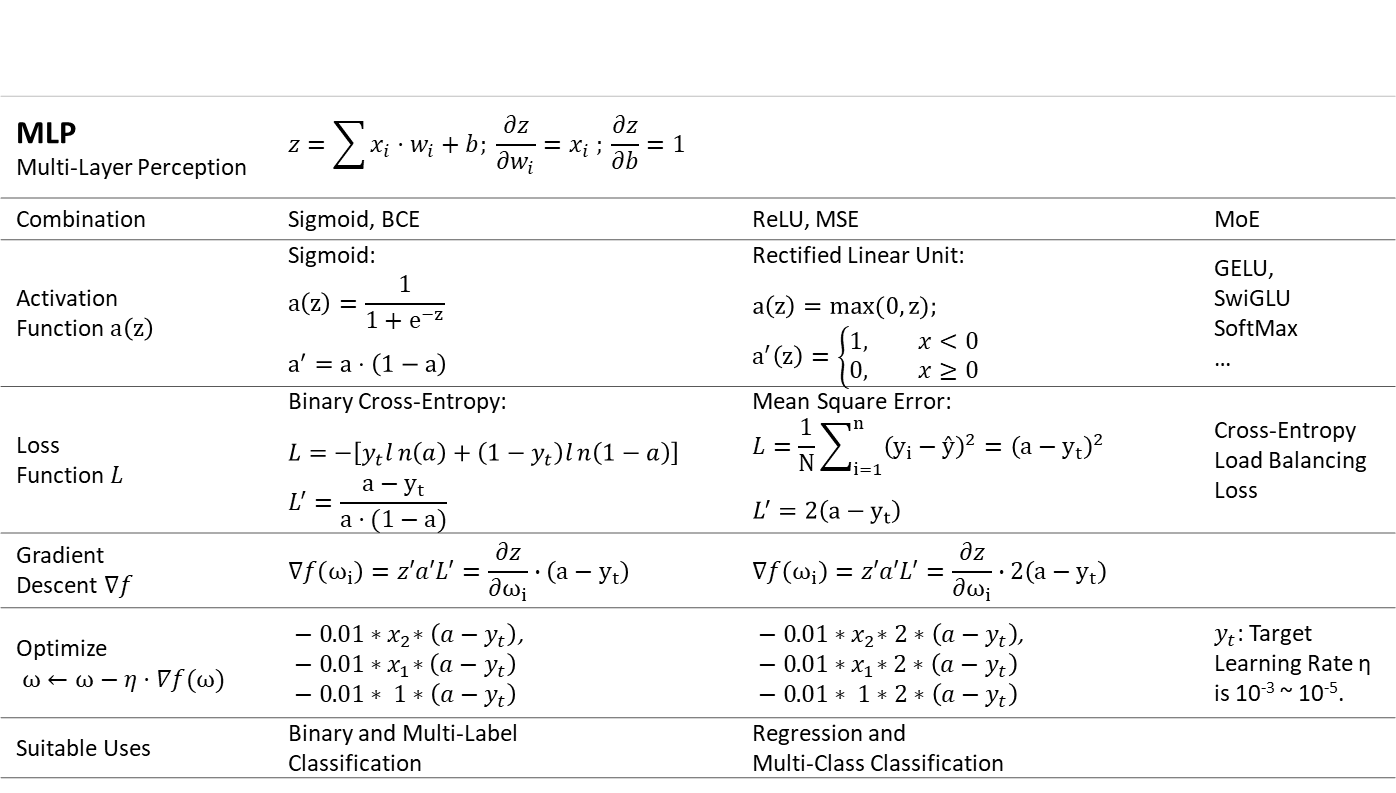 MLP
Multi-Layer Perception
z = ∑ x_i · w_i + b; ∂z/∂w_i = x_i ; ∂z/∂b = 1
Combination
Sigmoid, BCE
ReLU, MSE
MoE
Activation
Function a(z)
Sigmoid:
a(z) = 1/(1 + e^−z)
a′ = a · (1 − a)
Rectified Linear Unit:
a(z) = max(0, z);
a′(z) = {1, x < 0
0, x ≥ 0
GELU,
SwiGLU
SoftMax
...
Loss
Function L
Binary Cross-Entropy:
L = −[y_t ln(a) + (1 − y_t)ln(1 − a)]
L′ = (a − y_t)/(a · (1 − a))
Mean Square Error:
L = 1/N ∑_{i=1}^{n} (y_i − ŷ)² = (a − y_t)²
L′ = 2(a − y_t)
Cross-Entropy
Load Balancing
Loss
Gradient
Descent ∇f
∇f(ω_i) = z′a′L′ = ∂z/∂ω_i · (a − y_t)
∇f(ω_i) = z′a′L′ = ∂z/∂ω_i · 2(a − y_t)
Optimize
ω ← ω − η · ∇f(ω)
− 0.01 * x_2 * (a − y_t),
− 0.01 * x_1 * (a − y_t)
− 0.01 * 1 * (a − y_t)
− 0.01 * x_2 * 2 * (a − y_t),
− 0.01 * x_1 * 2 * (a − y_t)
− 0.01 * 1 * 2 * (a − y_t)
y_t: Target
Learning Rate η
is 10^-3 ~ 10^-5.
Suitable Uses
Binary and Multi-Label
Classification
Regression and
Multi-Class Classification